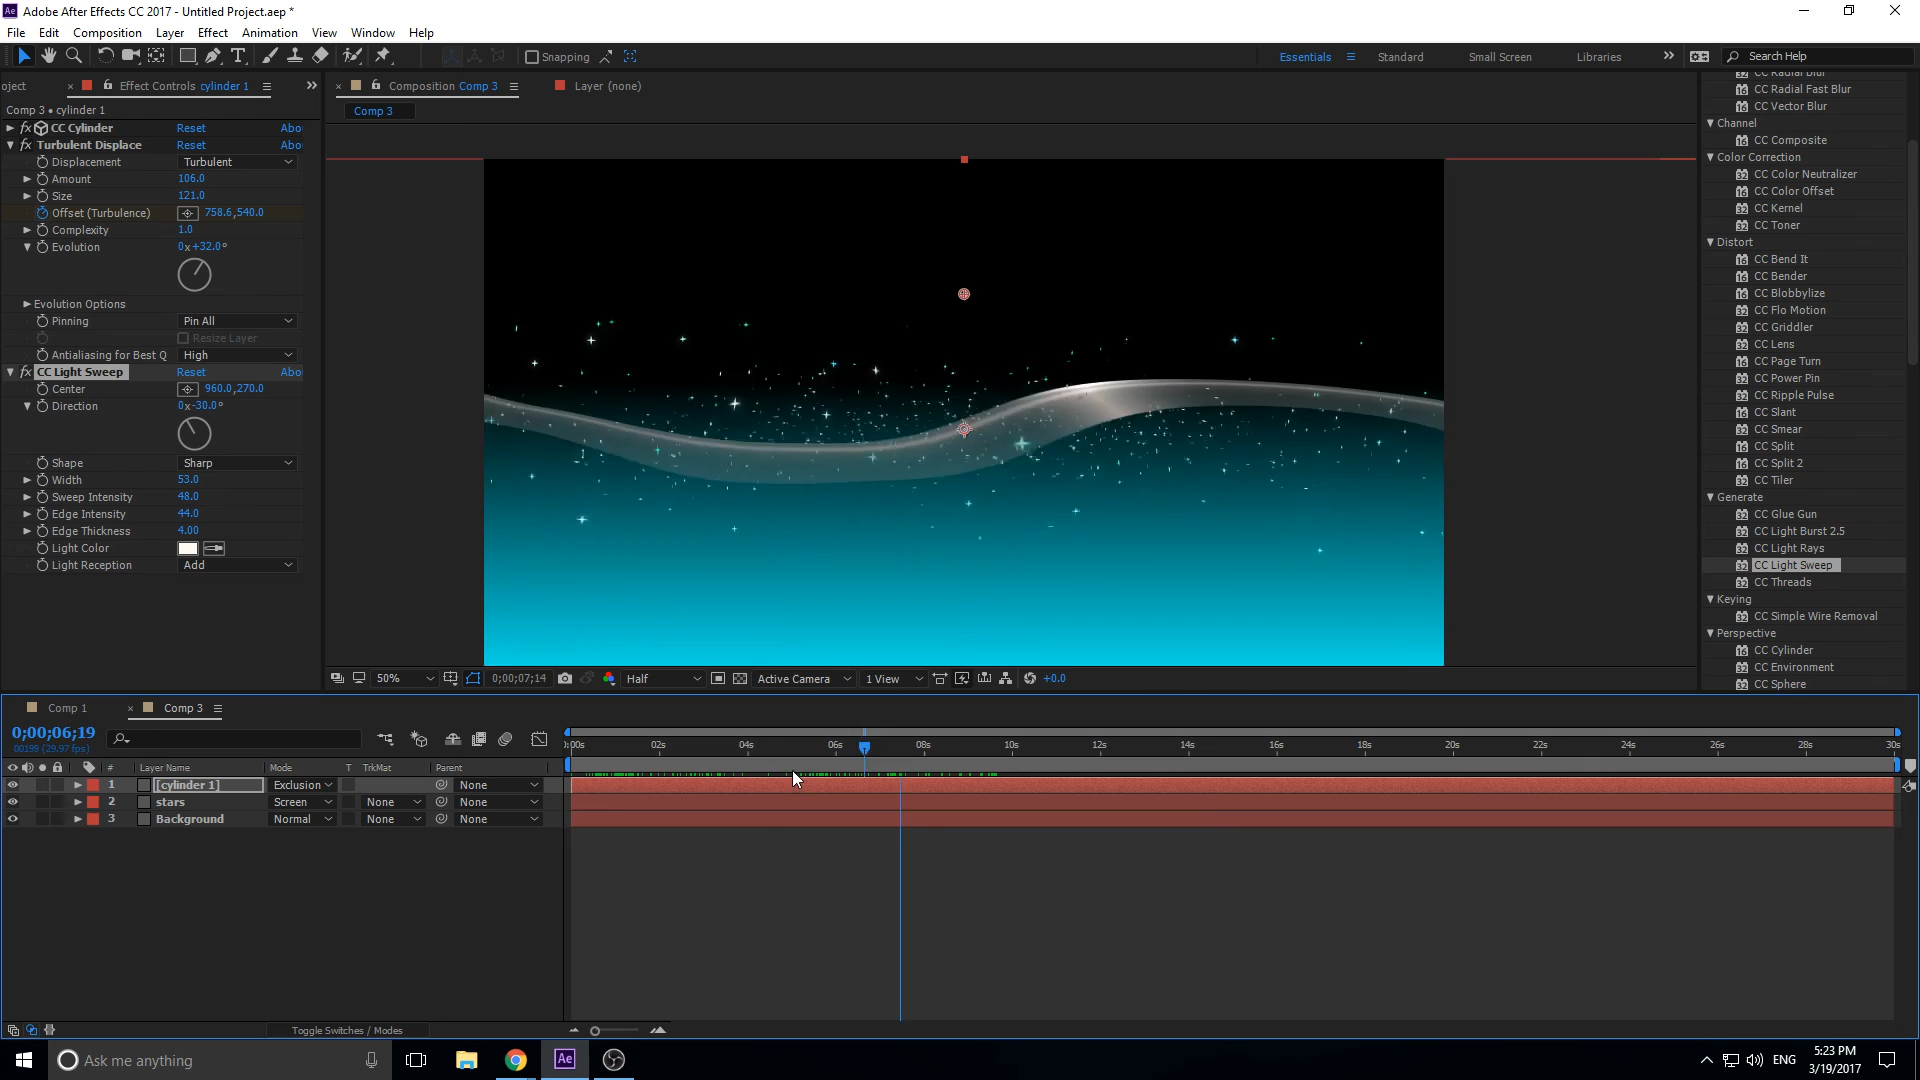 Adobe After Effects CC 2017 - Untitled Project.aep *
File Edit Composition Layer Effect Animation View Window Help
Snapping
Essentials Standard Small Screen Libraries Search Help
oject Effect Controls cylinder 1
Composition Comp 3
Layer (none)
Comp 3 • cylinder 1
Comp 3
CC Cylinder Reset Abou
Turbulent Displace Reset Abou
Displacement Turbulent
Amount 106.0
Size 121.0
Offset (Turbulence) 758.6,540.0
Complexity 1.0
Evolution 0x+32.0°
Evolution Options
Pinning Pin All
Resize Layer
Antialiasing for Best Q High
CC Light Sweep Reset Abou
Center 960.0,270.0
Direction 0x-30.0°
Shape Sharp
Width 53.0
Sweep Intensity 48.0
Edge Intensity 44.0
Edge Thickness 4.00
Light Color
Light Reception Add
CC Radial Blur
CC Radial Fast Blur
CC Vector Blur
Channel
CC Composite
Color Correction
CC Color Neutralizer
CC Color Offset
CC Kernel
CC Toner
Distort
CC Bend It
CC Bender
CC Blobbylize
CC Flo Motion
CC Griddler
CC Lens
CC Page Turn
CC Power Pin
CC Ripple Pulse
CC Slant
CC Smear
CC Split
CC Split 2
CC Tiler
Generate
CC Glue Gun
CC Light Burst 2.5
CC Light Rays
CC Light Sweep
CC Threads
Keying
CC Simple Wire Removal
Perspective
CC Cylinder
CC Environment
CC Sphere
50% 0;00;07;14 Half Active Camera 1 View +0.0
Comp 1 Comp 3
0;00;06;19
00199 (29.97 fps)
:00s 02s 04s 06s 08s 10s 12s 14s 16s 18s 20s 22s 24s 26s 28s 30s
# Layer Name Mode T TrkMat Parent
1 [cylinder 1] Exclusion None
2 stars Screen None None
3 Background Normal None None
Toggle Switches / Modes
Ask me anything
Ae
ENG
5:23 PM
3/19/2017